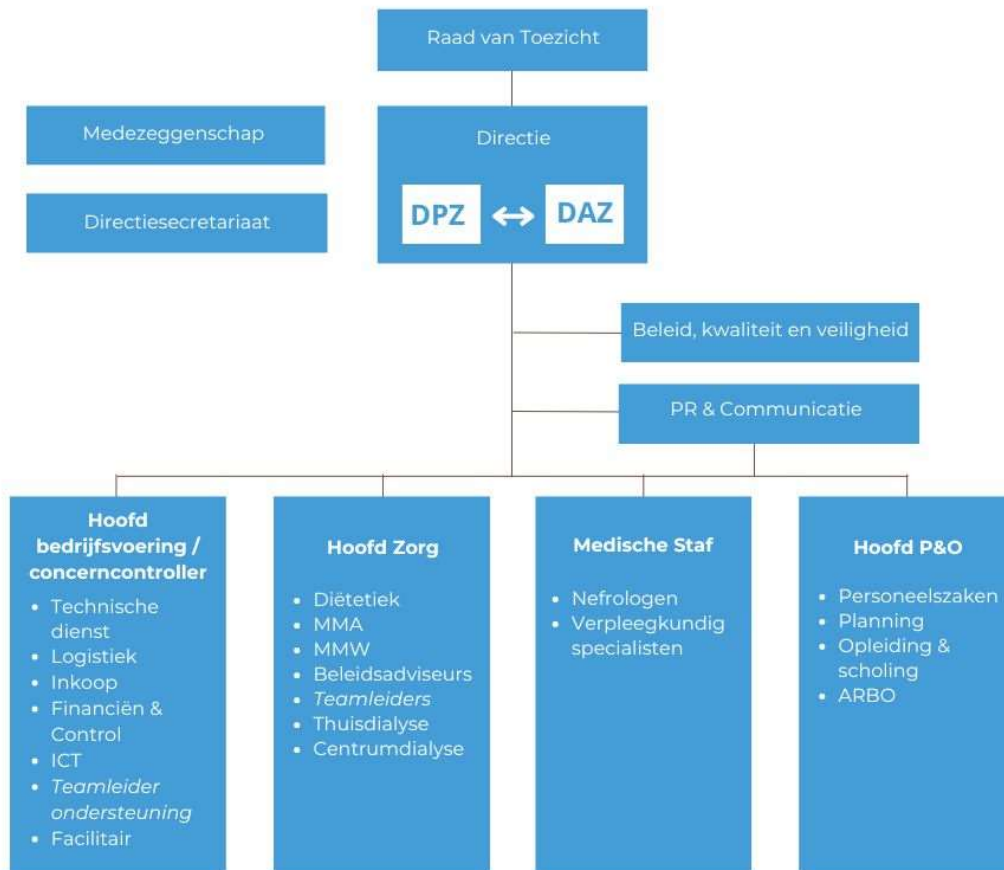 Raad van Toezicht
Medezeggenschap
Directie
DPZ ↔ DAZ
Directiesecretariaat
Beleid, kwaliteit en veiligheid
PR & Communicatie
Hoofd
bedrijfsvoering /
concerncontroller
• Technische
dienst
• Logistiek
• Inkoop
• Financiën &
Control
• ICT
• Teamleider
ondersteuning
• Facilitair
Hoofd Zorg
• Diëtetiek
• MMA
• MMW
• Beleidsadviseurs
• Teamleiders
• Thuisdialyse
• Centrumdialyse
Medische Staf
• Nefrologen
• Verpleegkundig
specialisten
Hoofd P&O
• Personeelszaken
• Planning
• Opleiding &
scholing
• ARBO